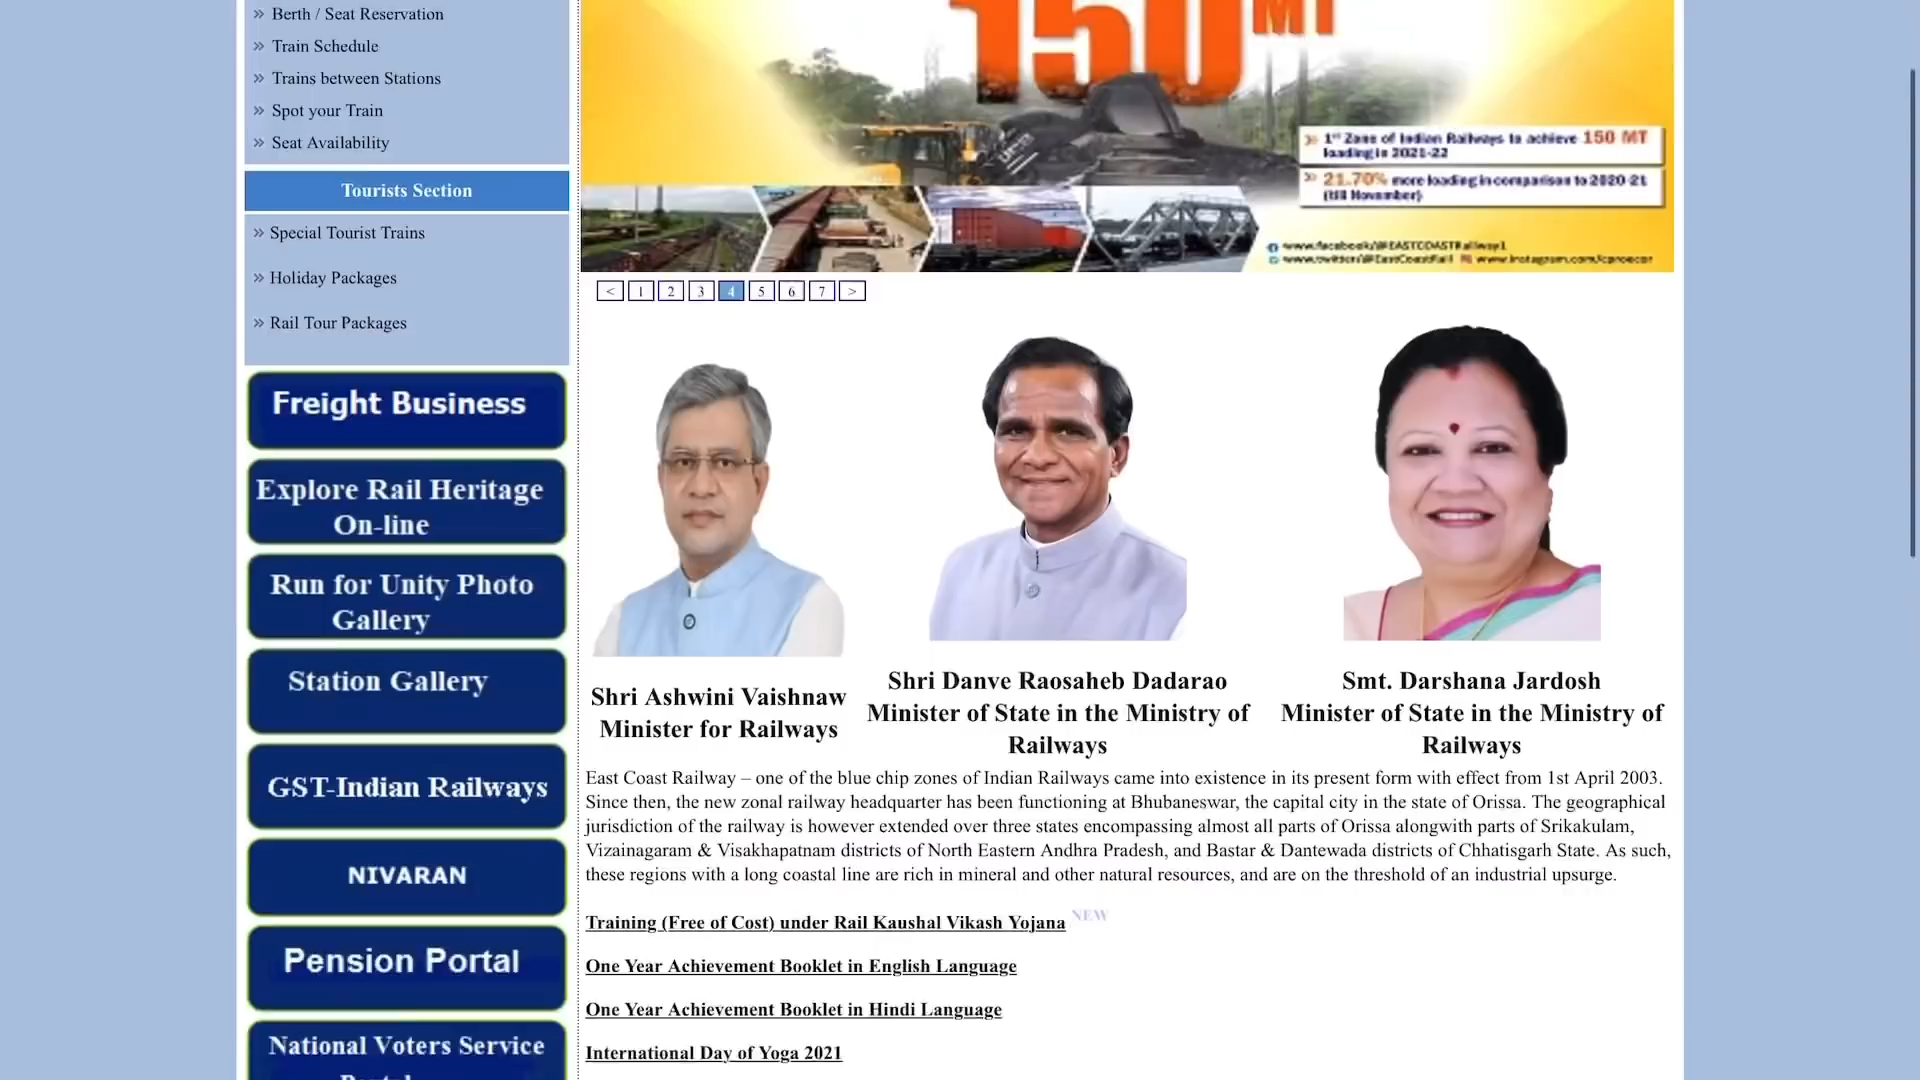 Berth / Seat Reservation
Train Schedule
Trains between Stations
Spot your Train
Seat Availability
Tourists Section
Special Tourist Trains
Holiday Packages
Rail Tour Packages
Freight Business
Explore Rail Heritage
On-line
Run for Unity Photo
Gallery
Station Gallery
GST-Indian Railways
NIVARAN
Pension Portal
National Voters Service
150 MT
1st Zone of Indian Railways to achieve 150 MT
loading in 2021-22
21.70% more loading in comparison to 2020-21
(till November)
www.facebook/@EASTCOASTRailway1
www.twitter/@EastCoastRail www.instagram.com/cproecor
< 1 2 3 4 5 6 7 >
Shri Ashwini Vaishnaw
Minister for Railways
Shri Danve Raosaheb Dadarao
Minister of State in the Ministry of
Railways
Smt. Darshana Jardosh
Minister of State in the Ministry of
Railways
East Coast Railway – one of the blue chip zones of Indian Railways came into existence in its present form with effect from 1st April 2003.
Since then, the new zonal railway headquarter has been functioning at Bhubaneswar, the capital city in the state of Orissa. The geographical
jurisdiction of the railway is however extended over three states encompassing almost all parts of Orissa alongwith parts of Srikakulam,
Vizainagaram & Visakhapatnam districts of North Eastern Andhra Pradesh, and Bastar & Dantewada districts of Chhatisgarh State. As such,
these regions with a long coastal line are rich in mineral and other natural resources, and are on the threshold of an industrial upsurge.
Training (Free of Cost) under Rail Kaushal Vikash Yojana NEW
One Year Achievement Booklet in English Language
One Year Achievement Booklet in Hindi Language
International Day of Yoga 2021